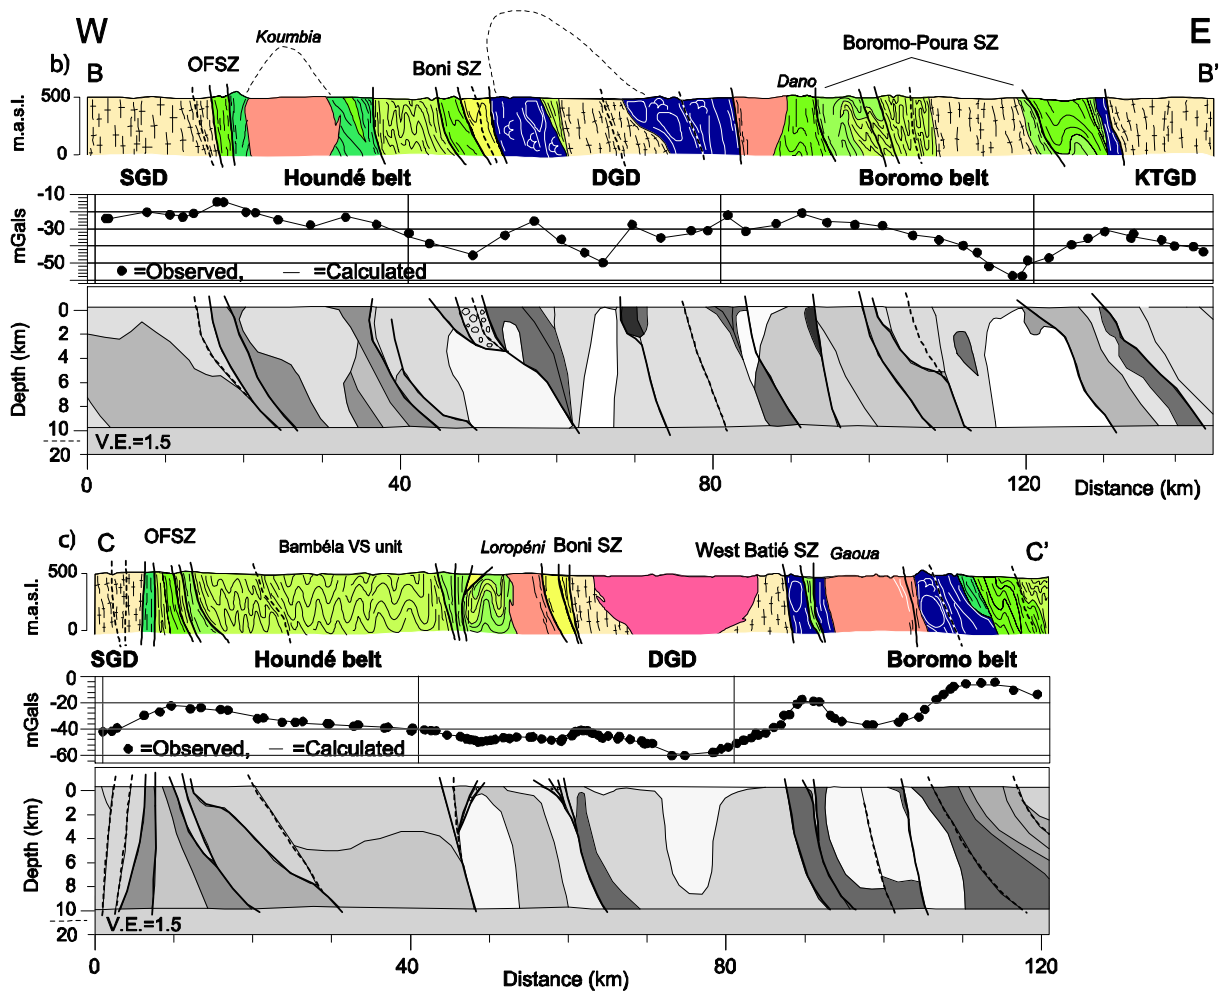 W E
b) B OFSZ Koumbia Boni SZ Dano Boromo-Poura SZ B'
500
m.a.s.l.
0
SGD Houndé belt DGD Boromo belt KTGD
-10
-30
mGals
-50
=Observed, =Calculated
0
2
4
Depth (km)
6
8
10
V.E.=1.5
20
0 40 80 120
Distance (km)
c) C OFSZ Bambéla VS unit Loropéni Boni SZ West Batié SZ Gaoua C'
500
m.a.s.l.
0
SGD Houndé belt DGD Boromo belt
0
-20
mGals
-40
=Observed, =Calculated
-60
0
2
4
Depth (km)
6
8
10
V.E.=1.5
20
0 40 80 120
Distance (km)